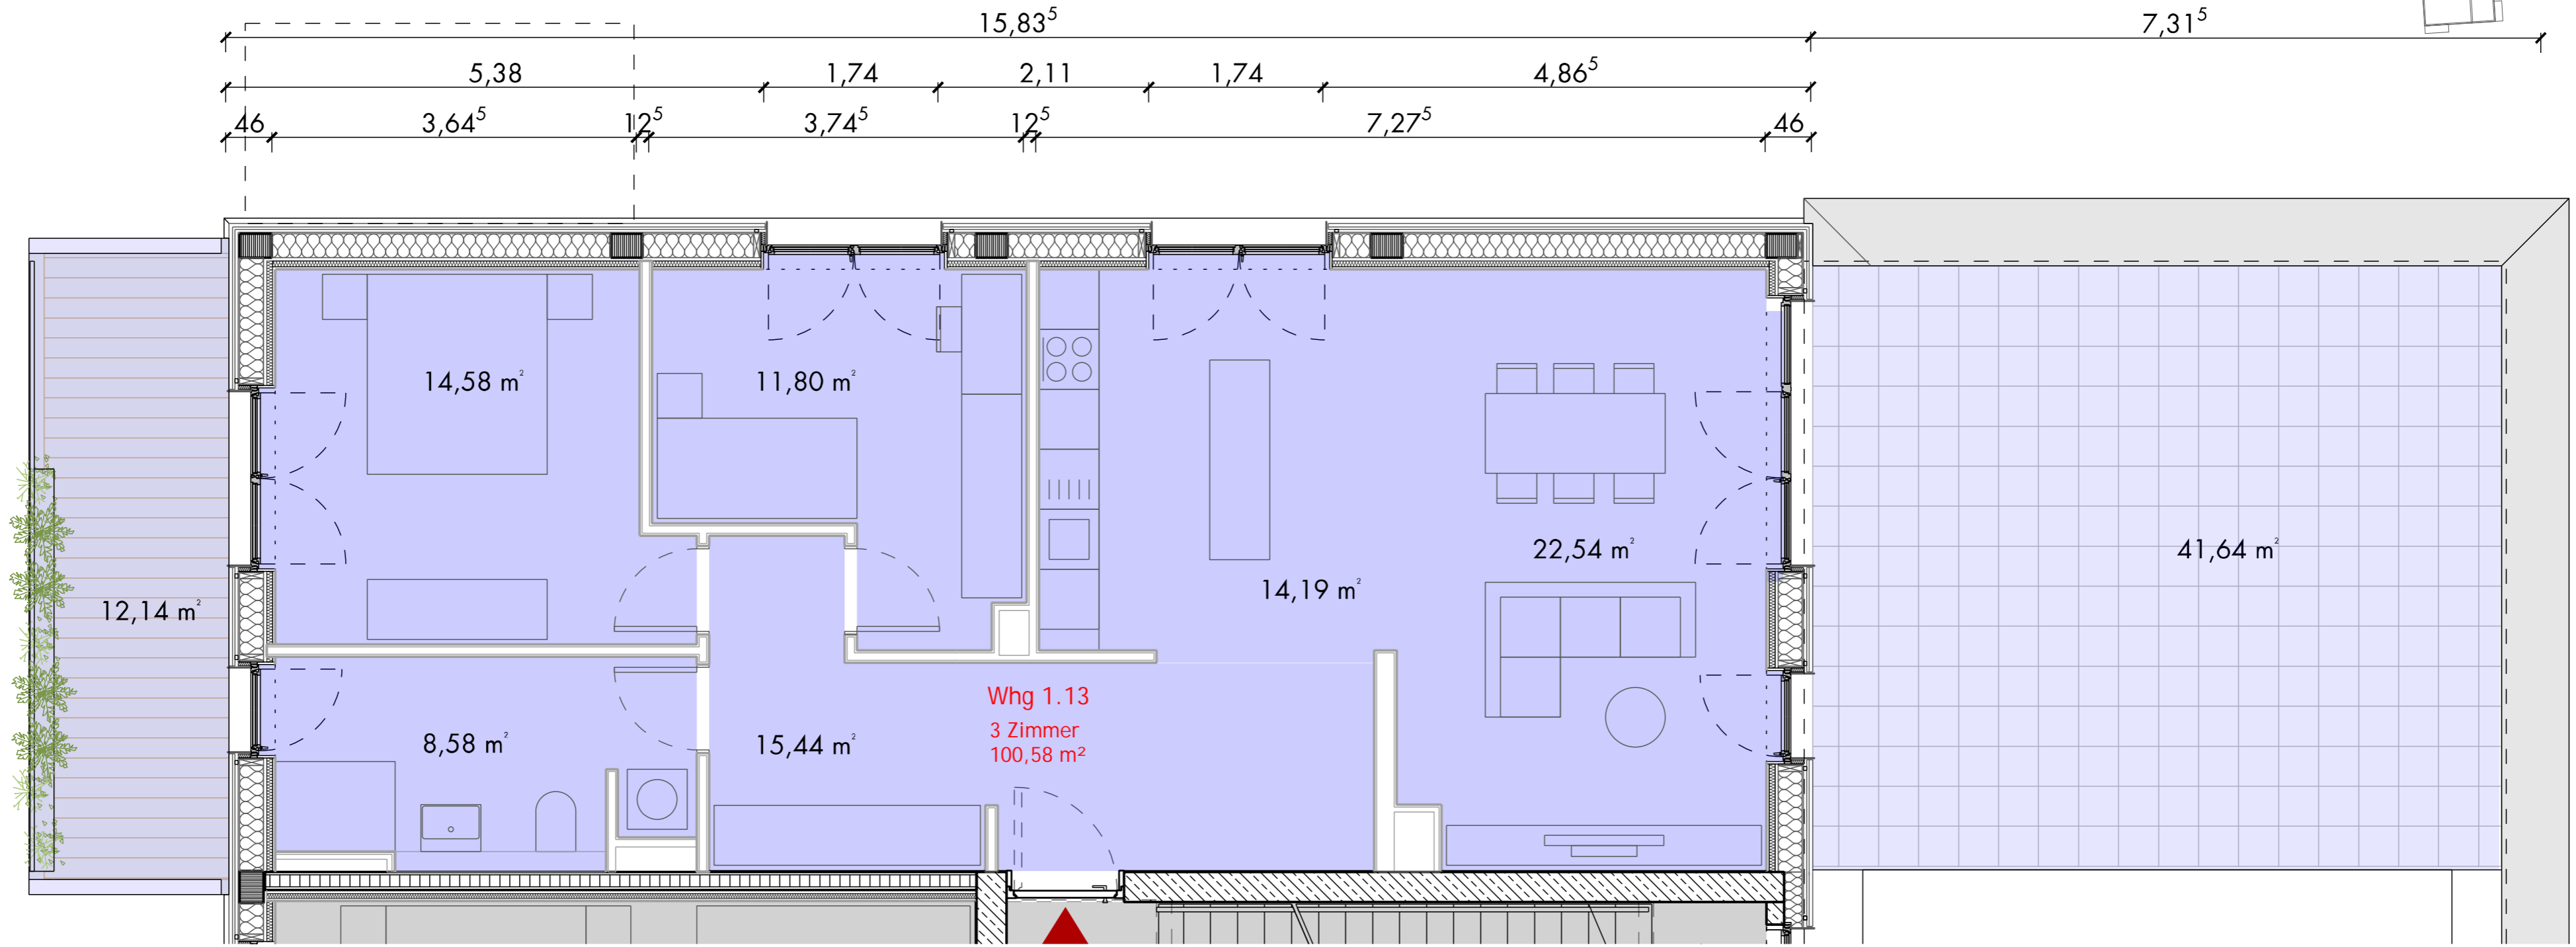 15,83⁵ 7,31⁵
5,38 1,74 2,11 1,74 4,86⁵
46 3,64⁵ 12⁵ 3,74⁵ 12⁵ 7,27⁵ 46
14,58 m²
11,80 m²
22,54 m²
41,64 m²
14,19 m²
12,14 m²
Whg 1.13
3 Zimmer
100,58 m²
8,58 m²
15,44 m²